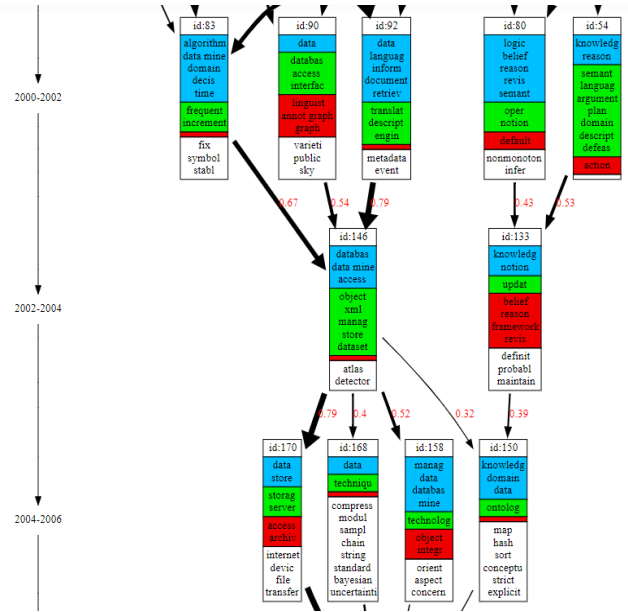 id:83
algorithm
data mine
domain
decis
time
frequent
increment
fix
symbol
stabl
id:90
data
databas
access
interfac
linguist
annot graph
graph
varieti
public
sky
id:92
data
languag
inform
document
retriev
translat
descript
engin
metadata
event
id:80
logic
belief
reason
revis
semant
oper
notion
default
nonmonoton
infer
id:54
knowledg
reason
semant
languag
argument
plan
domain
descript
defeas
action
2000-2002
0.67
0.54
0.79
0.43
0.53
id:146
databas
data mine
access
object
xml
manag
store
dataset
atlas
detector
id:133
knowledg
notion
updat
belief
reason
framework
revis
definit
probabl
maintain
2002-2004
0.79
0.4
0.52
0.32
0.39
id:170
data
store
storag
server
access
archiv
internet
devic
file
transfer
id:168
data
techniqu
compress
modul
sampl
chain
string
standard
bayesian
uncertainti
id:158
manag
data
databas
mine
technolog
object
integr
orient
aspect
concern
id:150
knowledg
domain
data
ontolog
map
hash
sort
conceptu
strict
explicit
2004-2006